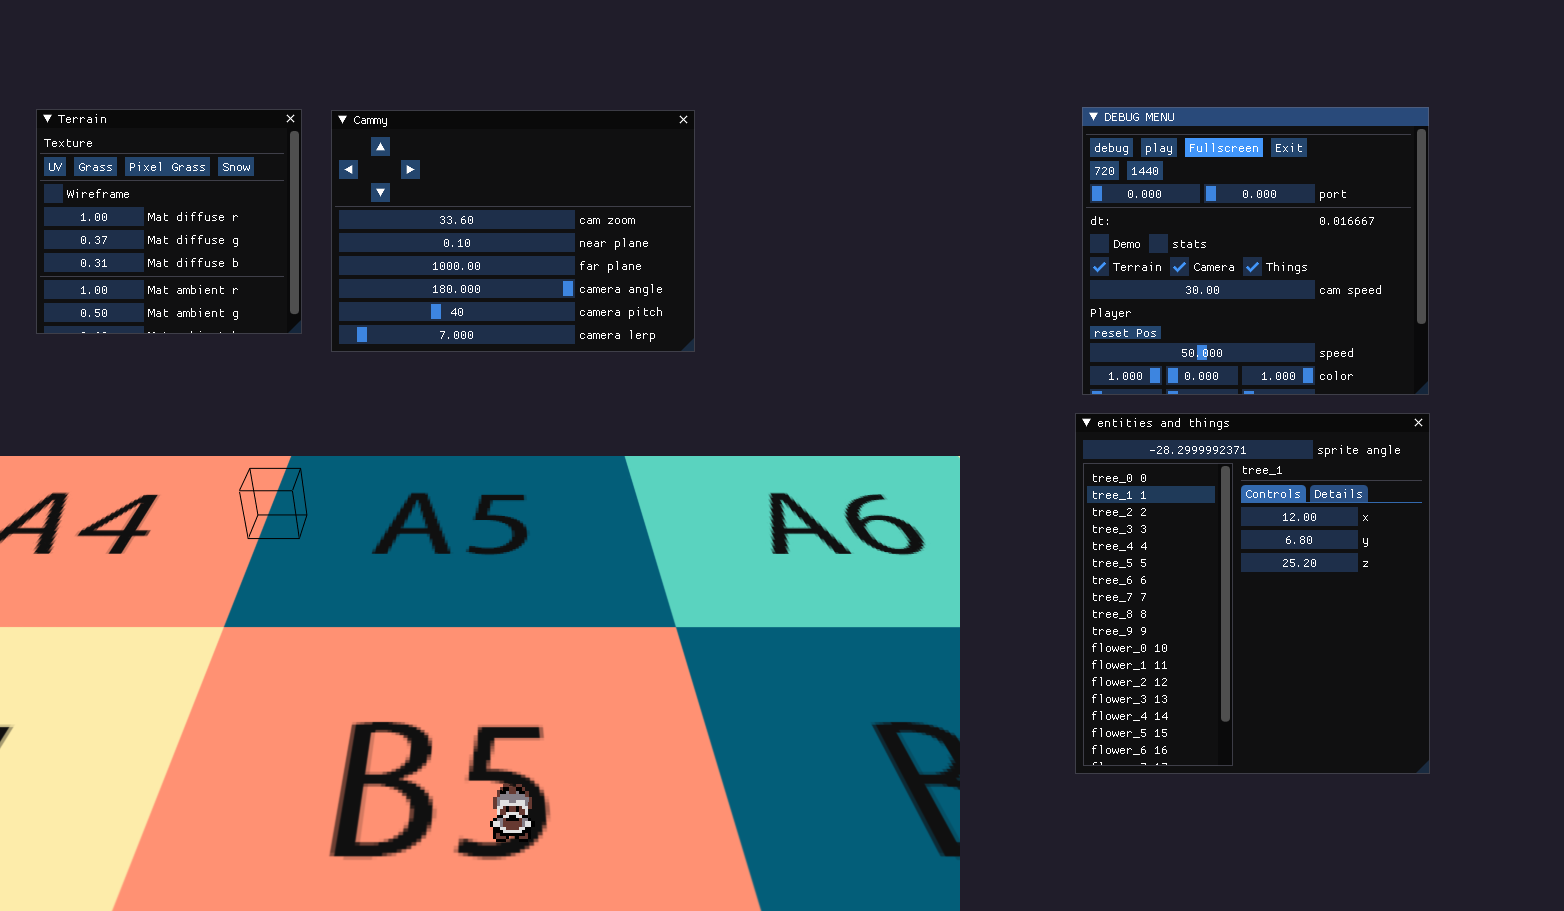 Terrain
Texture
UV Grass Pixel Grass Snow
Wireframe
1.00 Mat diffuse r
0.37 Mat diffuse g
0.31 Mat diffuse b
1.00 Mat ambient r
0.50 Mat ambient g
Cammy
33.60 cam zoom
0.10 near plane
1000.00 far plane
180.000 camera angle
40 camera pitch
7.000 camera lerp
DEBUG MENU
debug play Fullscreen Exit
720 1440
0.000 0.000 port
dt: 0.016667
Demo stats
Terrain Camera Things
30.00 cam speed
Player
reset Pos
50.000 speed
1.000 0.000 1.000 color
entities and things
-28.2999992371 sprite angle
tree_0 0
tree_1 1
tree_2 2
tree_3 3
tree_4 4
tree_5 5
tree_6 6
tree_7 7
tree_8 8
tree_9 9
flower_0 10
flower_1 11
flower_2 12
flower_3 13
flower_4 14
flower_5 15
flower_6 16
tree_1
Controls Details
12.00 x
6.80 y
25.20 z
A4 A5 A6
B5